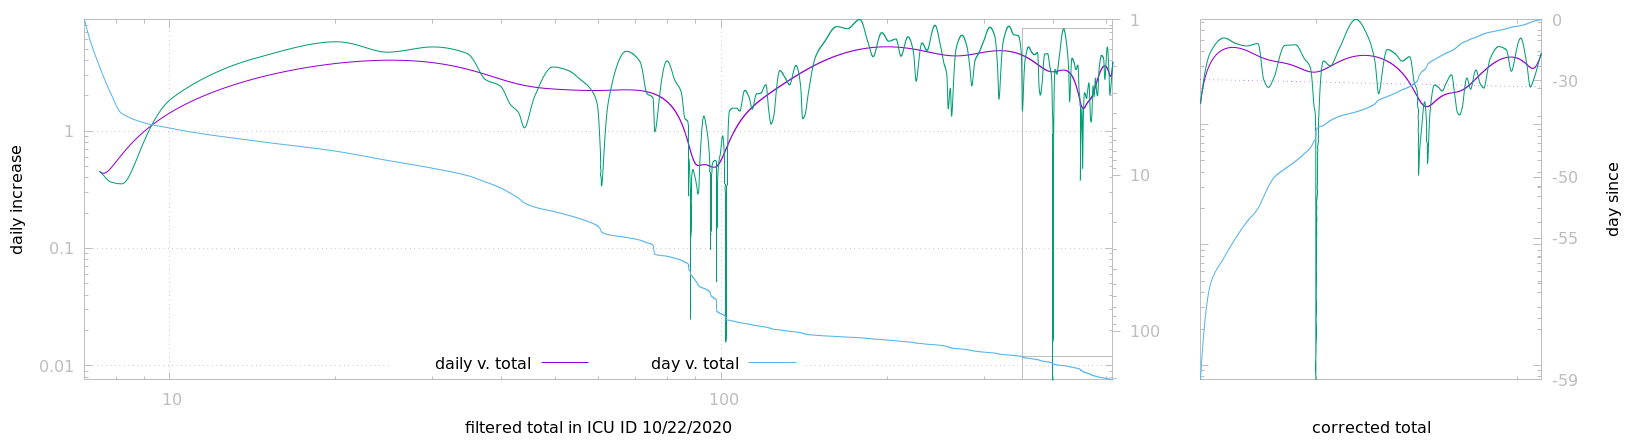 daily increase
1
0.1
0.01
10
100
filtered total in ICU ID 10/22/2020
daily v. total
day v. total
1
10
100
0
-30
-50
-55
-59
day since
corrected total